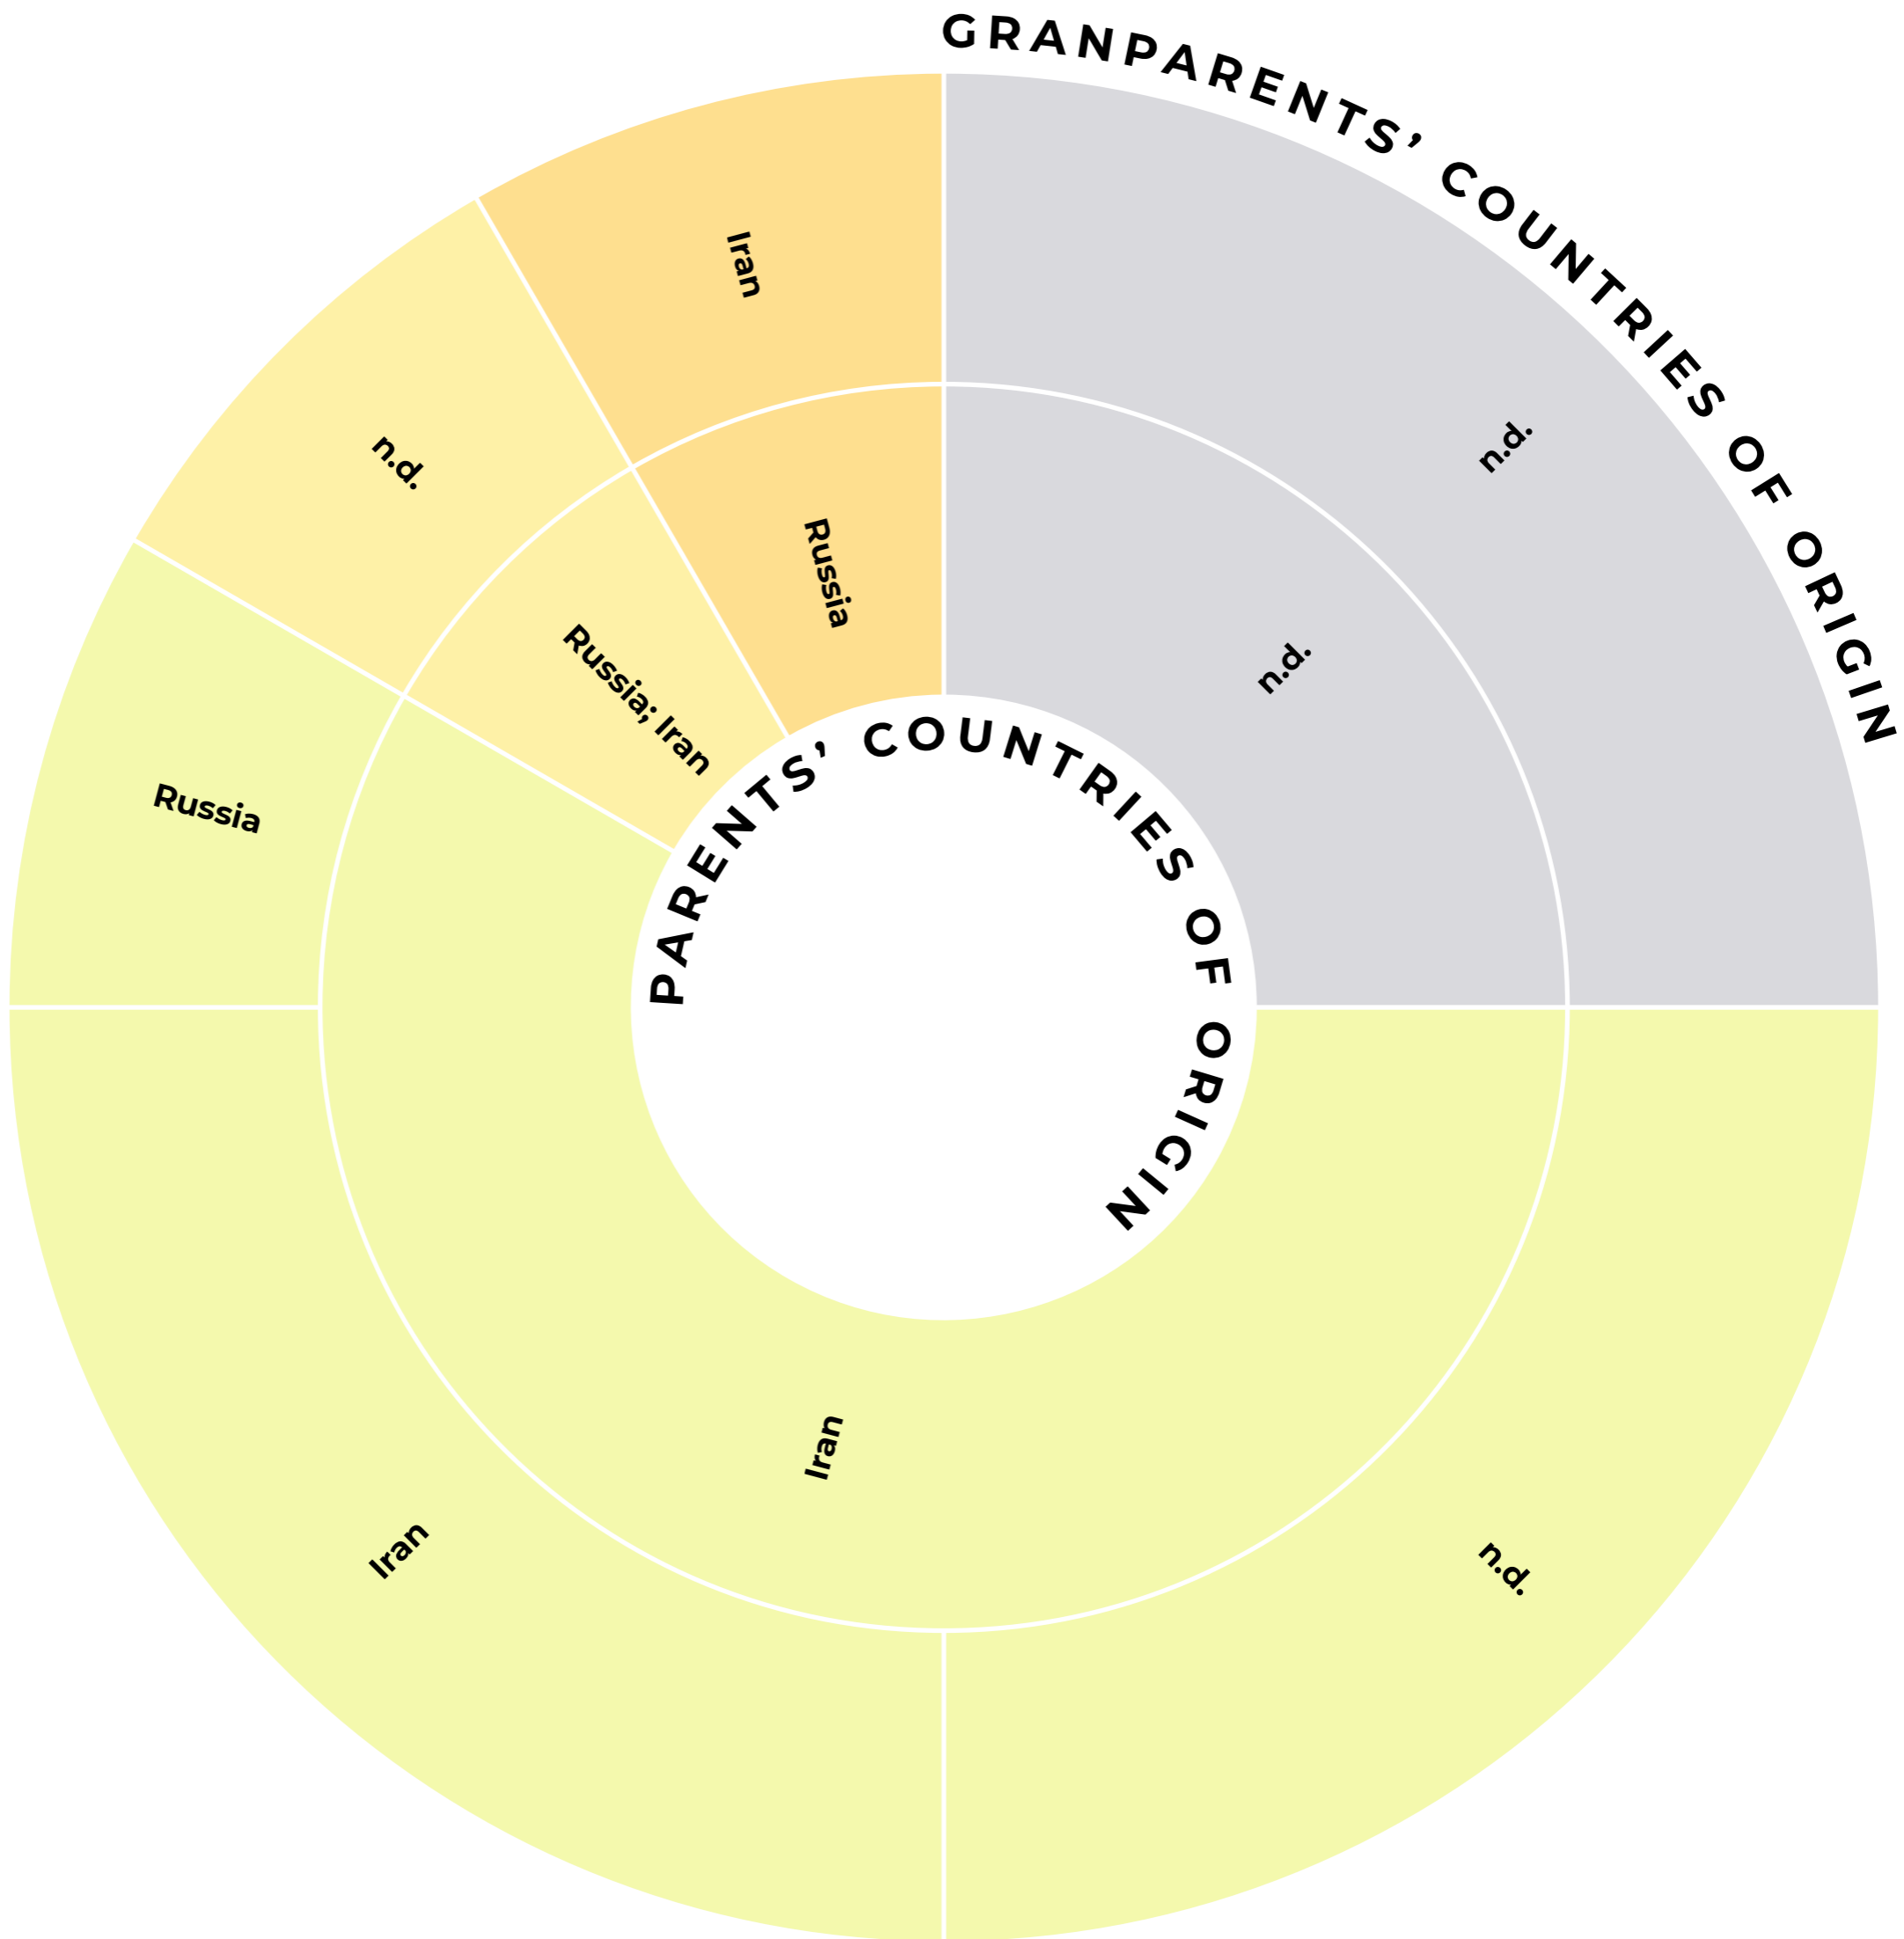 GRANPARENTS’ COUNTRIES OF ORIGIN
Iran
n.d.
n.d.
Russia
n.d.
Russia; Iran
PARENTS’ COUNTRIES OF ORIGIN
Russia
Iran
Iran
n.d.